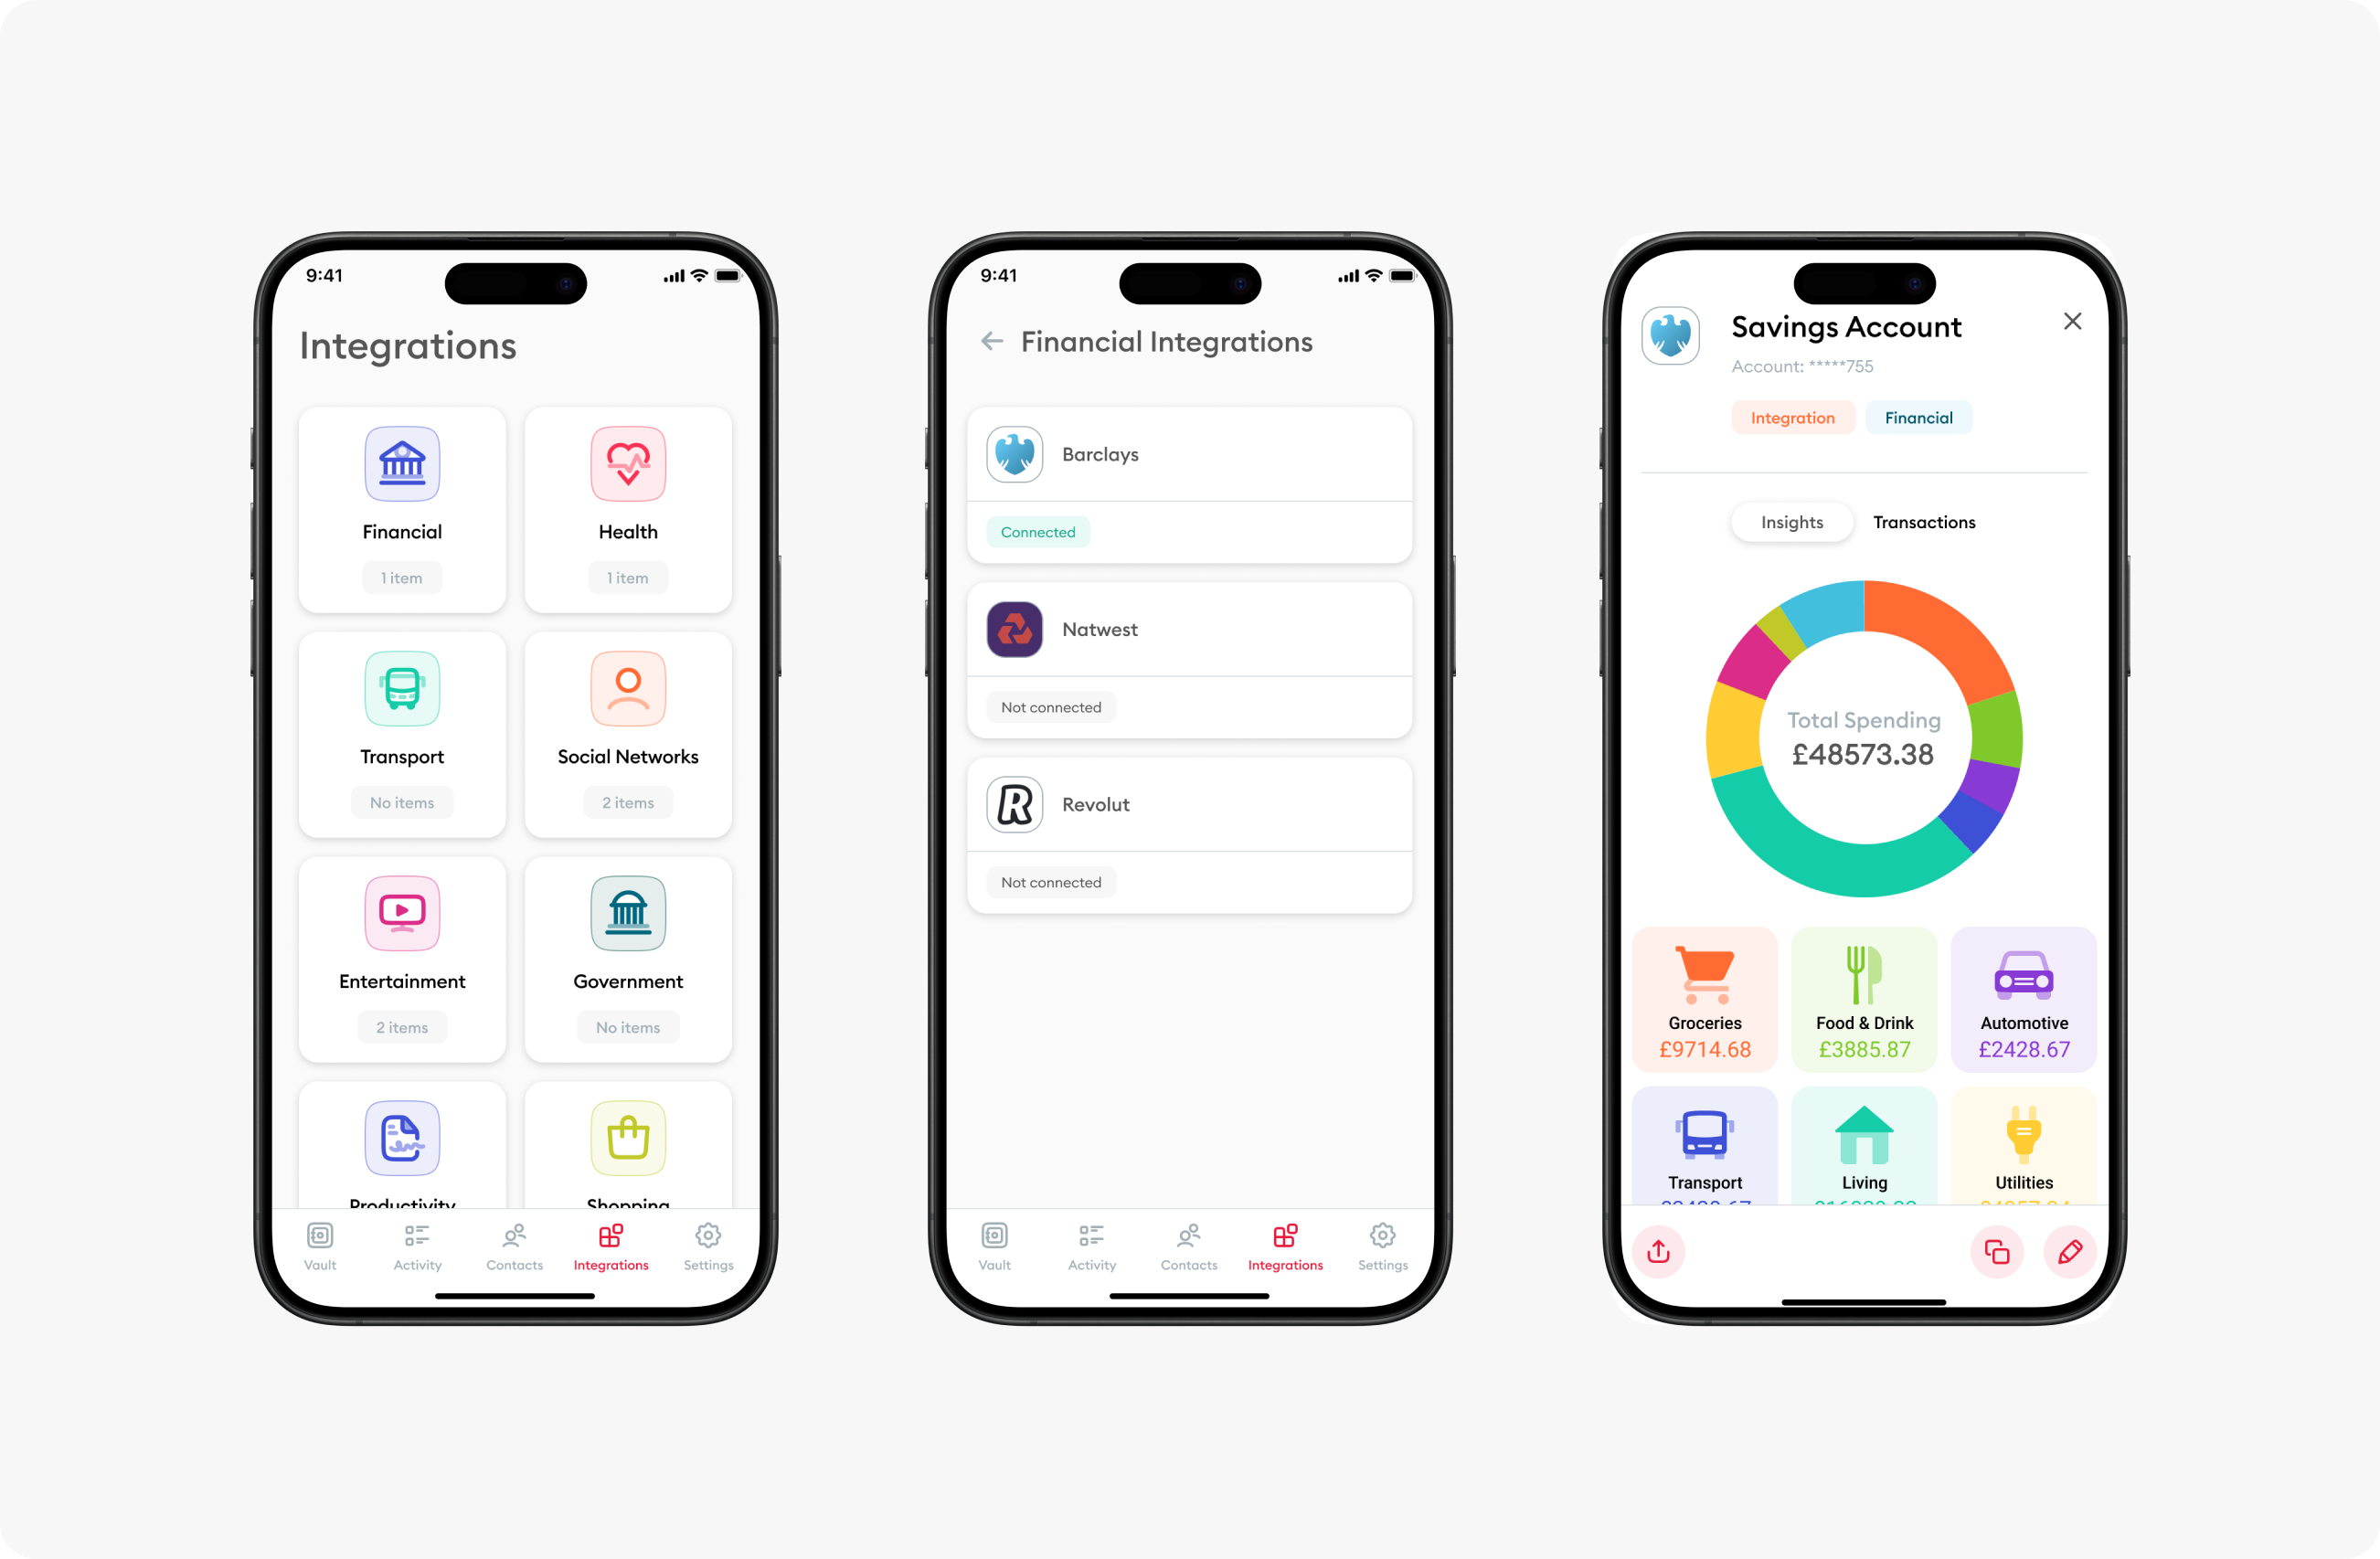 9:41
Integrations
Financial
1 item
Health
1 item
Transport
No items
Social Networks
2 items
Entertainment
2 items
Government
No items
Productivity
Shopping
Vault
Activity
Contacts
Integrations
Settings
9:41
Financial Integrations
Barclays
Connected
Natwest
Not connected
Revolut
Not connected
Vault
Activity
Contacts
Integrations
Settings
Savings Account
Account: *****755
Integration
Financial
Insights
Transactions
Total Spending
£48573.38
Groceries
£9714.68
Food & Drink
£3885.87
Automotive
£2428.67
Transport
Living
Utilities